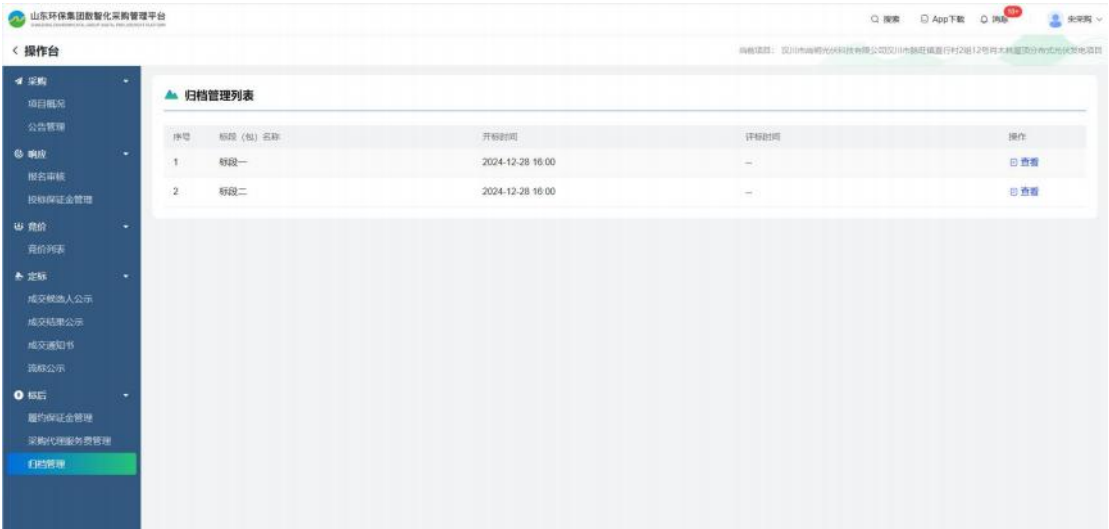 山东环保集团数智化采购管理平台
搜索 App下载 消息 10+ 朱采购
操作台
采购
项目概况
公告管理
响应
报名审核
投标保证金管理
竞价
竞价列表
定标
成交候选人公示
成交结果公示
成交通知书
流标公示
标后
履约保证金管理
采购代理服务费管理
归档管理
归档管理列表
序号 标段（包）名称 开标时间 评标时间 操作
1 标段一 2024-12-28 16:00 -- 查看
2 标段二 2024-12-28 16:00 -- 查看